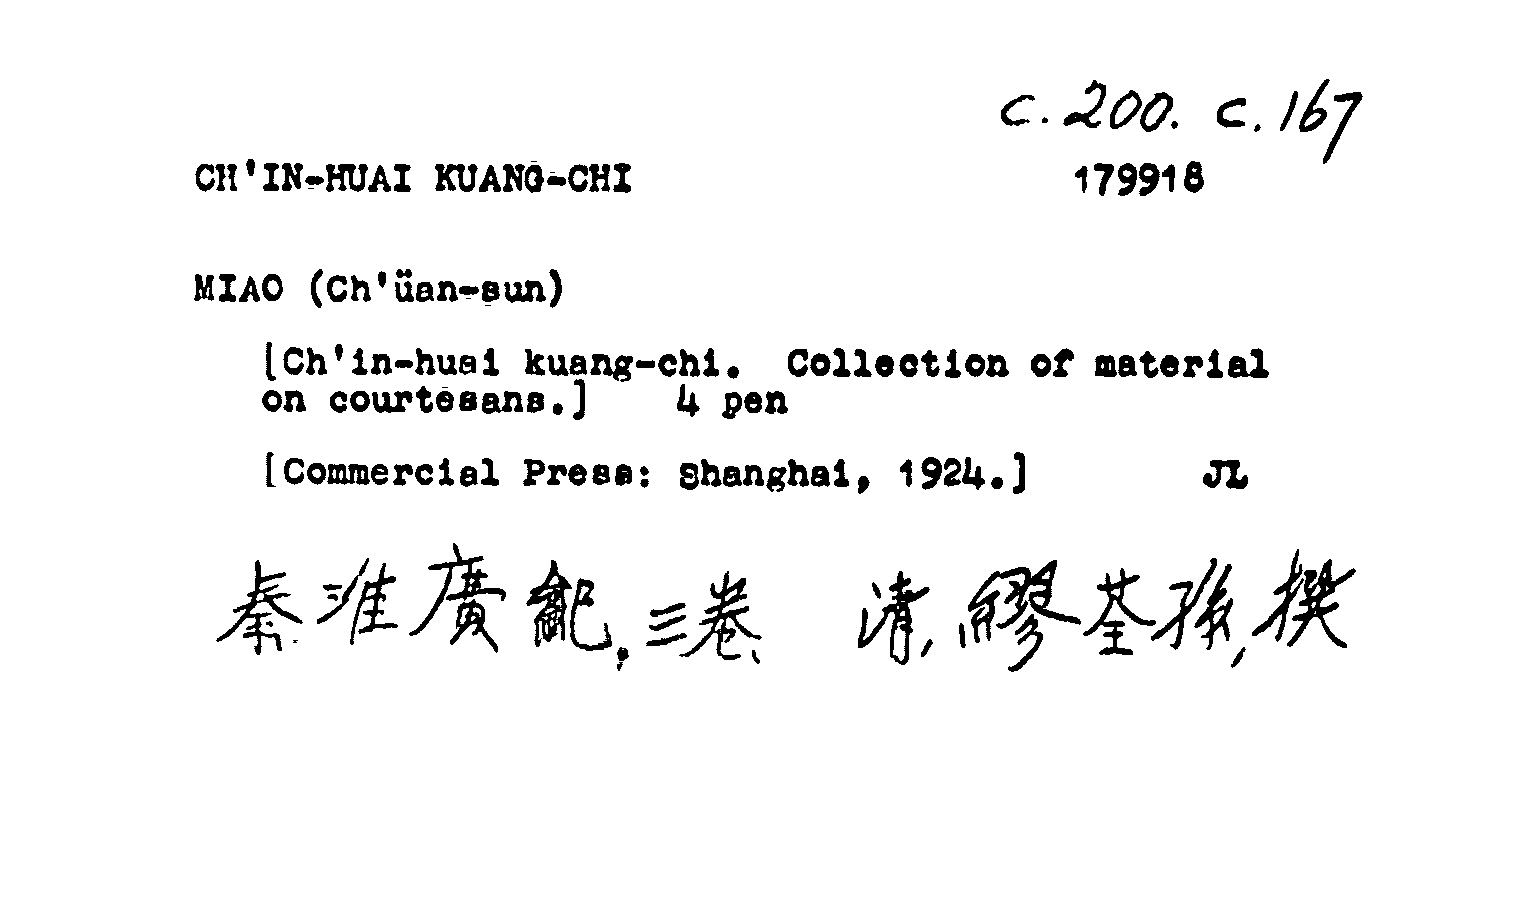 c. 200. c. 167
CH'IN-HUAI KUANG-CHI 179918
MIAO (Ch'üan-sun)
[Ch'in-huai kuang-chi. Collection of material
on courtesans.] 4 pen
[Commercial Press: Shanghai, 1924.] JL
秦淮廣紀. 三卷、 清, 繆荃孫, 撰